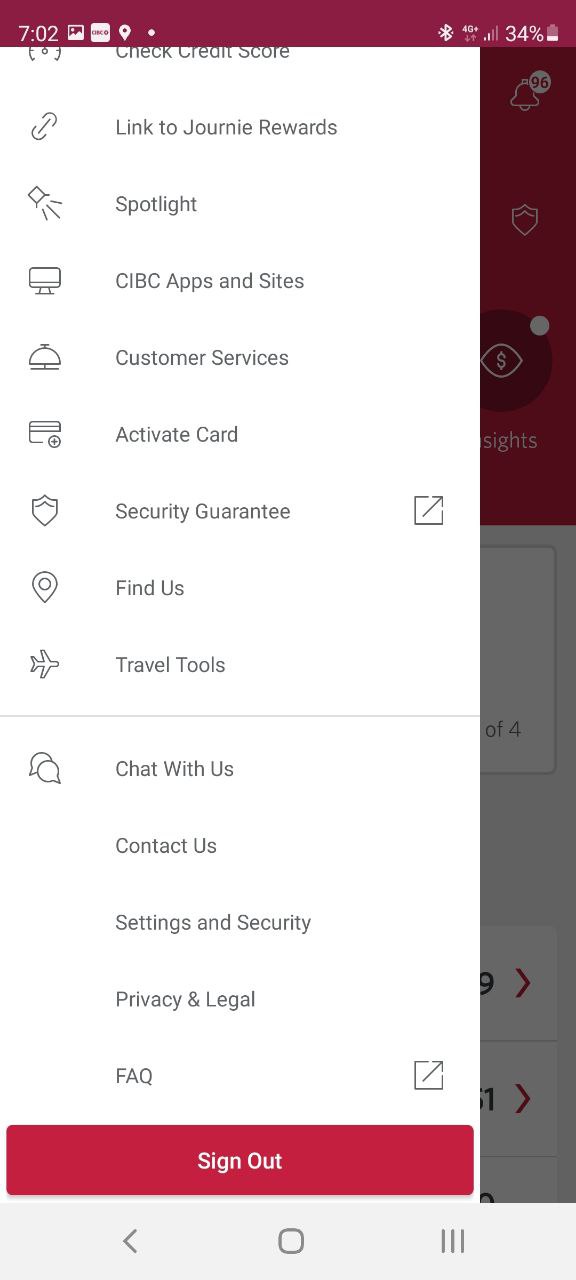 7:02 CIBC 4G+ 34%
Check Credit Score
96
Link to Journie Rewards
Spotlight
CIBC Apps and Sites
$
Customer Services
Activate Card
sights
Security Guarantee
Find Us
Travel Tools
of 4
Chat With Us
Contact Us
Settings and Security
9
Privacy & Legal
FAQ
51
Sign Out